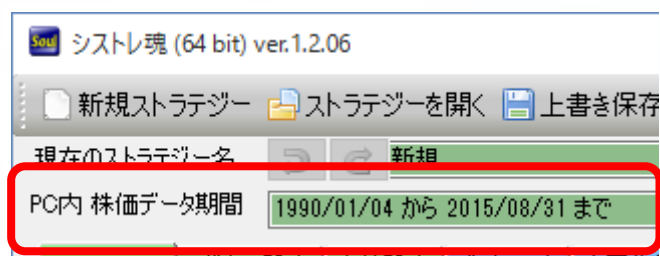 Soul シストレ魂 (64 bit) ver.1.2.06
新規ストラテジー ストラテジーを開く 上書き保存
現在のストラテジー名 新規
PC内 株価データ期間 1990/01/04 から 2015/08/31 まで